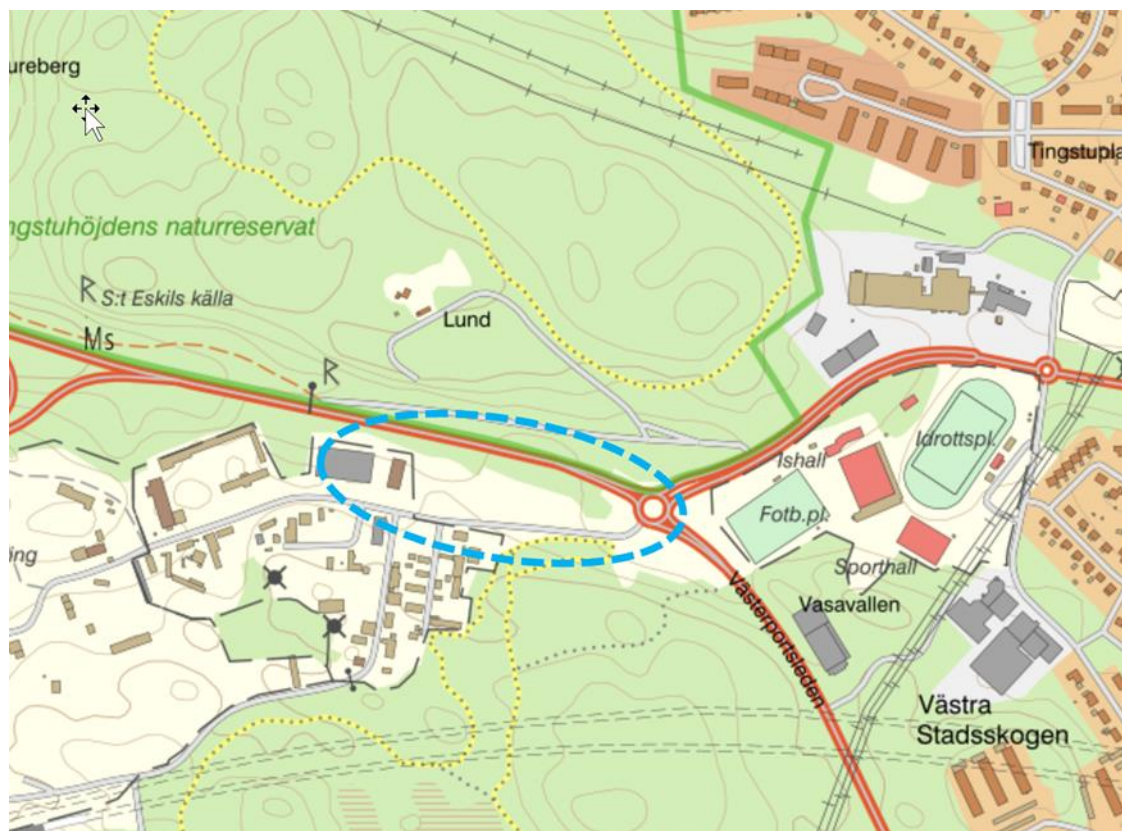 ureberg
Tingstupla
ngstuhöjdens naturreservat
R S:t Eskils källa
Lund
Ms
R
Idrottspl.
Ishall
Fotb.pl.
ing
Sporthall
Västerportsleden
Vasavallen
Västra
Stadsskogen